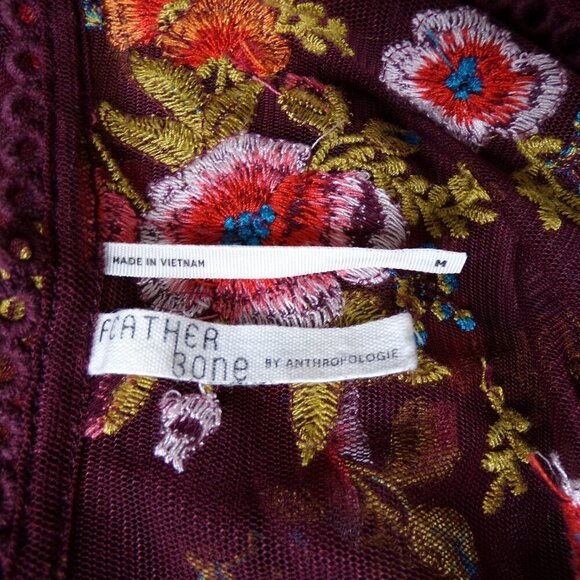 MADE IN VIETNAM M
FEATHER
Bone BY ANTHROPOLOGIE